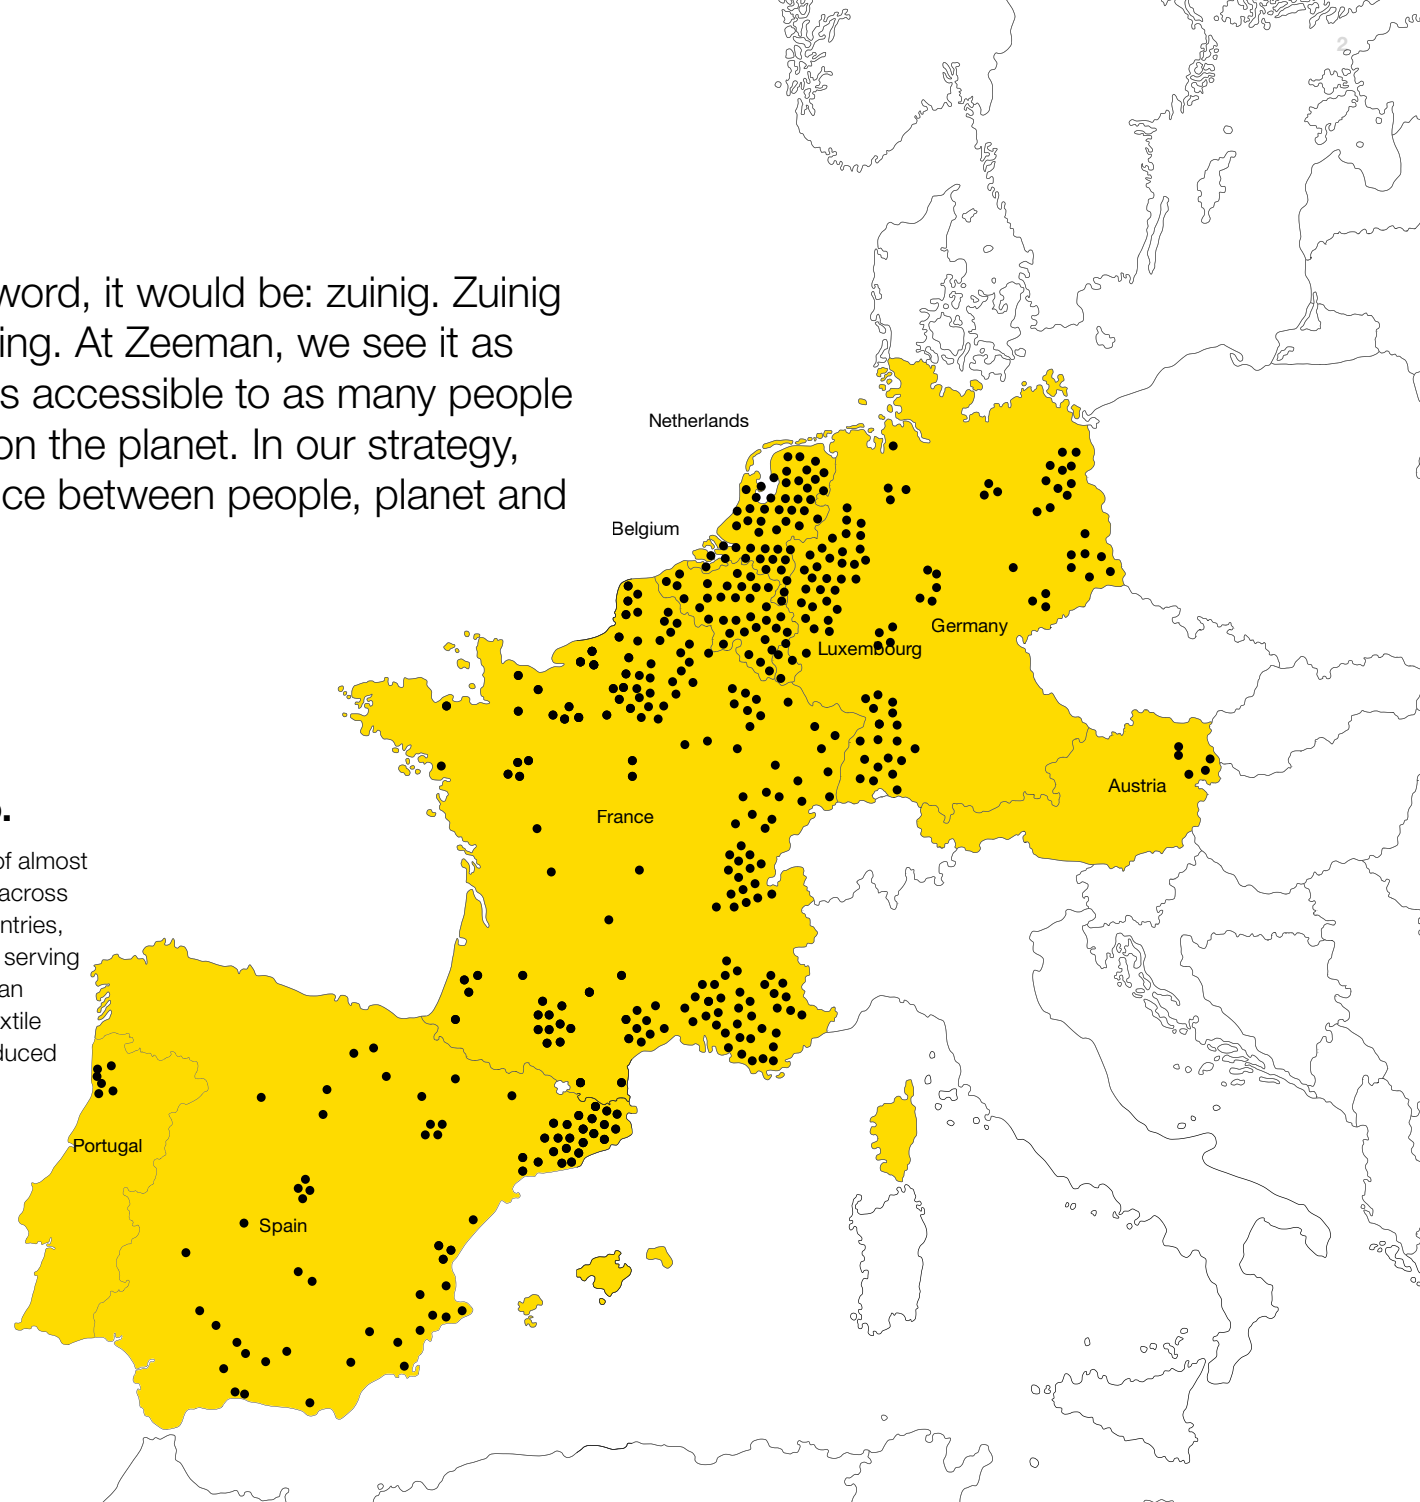 2
word, it would be: zuinig. Zuinig
ing. At Zeeman, we see it as
s accessible to as many people
on the planet. In our strategy,
ce between people, planet and
Netherlands
Belgium
Germany
Luxembourg
France
Austria
of almost
across
ntries,
serving
an
xtile
duced
Portugal
Spain